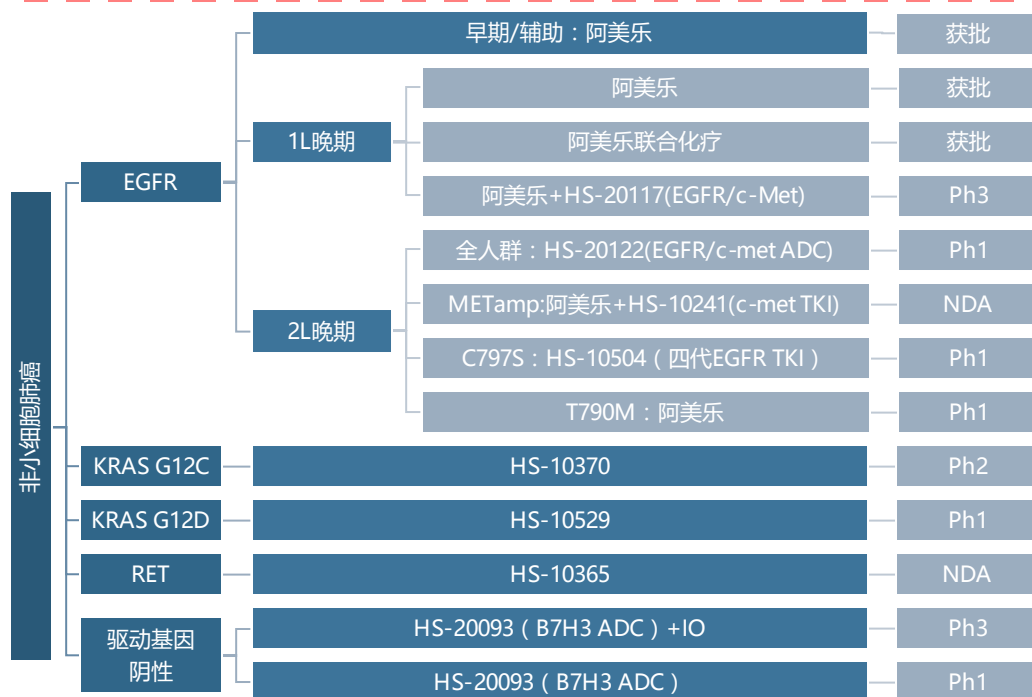 非小细胞肺癌
EGFR
早期/辅助：阿美乐
获批
1L晚期
阿美乐
获批
阿美乐联合化疗
获批
阿美乐+HS-20117(EGFR/c-Met)
Ph3
2L晚期
全人群：HS-20122(EGFR/c-met ADC)
Ph1
METamp:阿美乐+HS-10241(c-met TKI)
NDA
C797S：HS-10504（四代EGFR TKI）
Ph1
T790M：阿美乐
Ph1
KRAS G12C
HS-10370
Ph2
KRAS G12D
HS-10529
Ph1
RET
HS-10365
NDA
驱动基因
阴性
HS-20093（B7H3 ADC）+IO
Ph3
HS-20093（B7H3 ADC）
Ph1